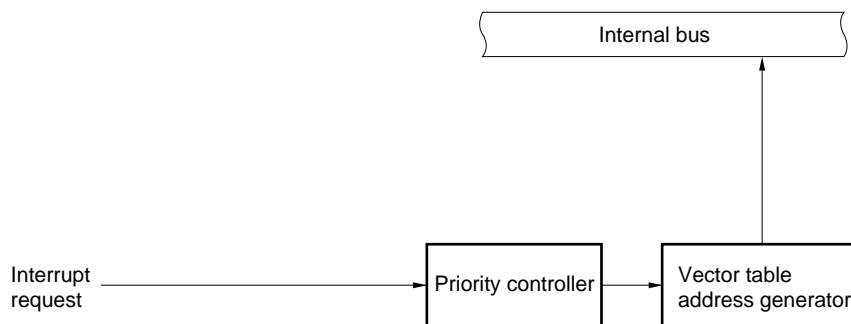 Internal bus
Interrupt
request
Priority controller
Vector table
address generator